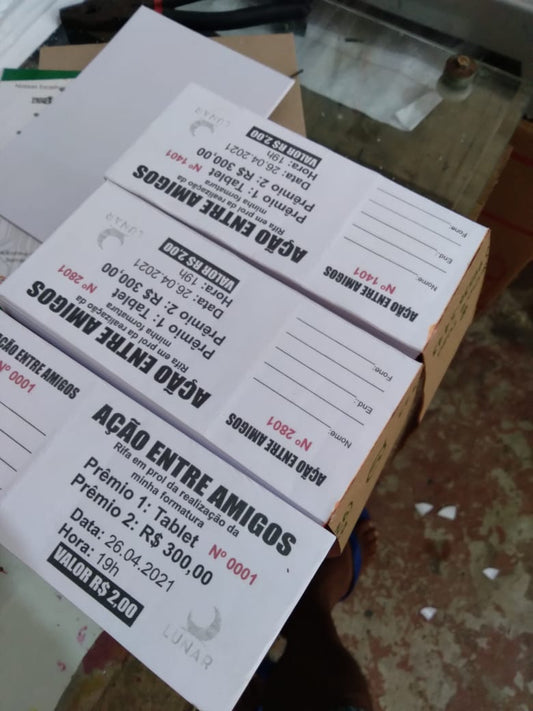 LUNAR
VALOR R$ 2,00
Hora: 19h
Data: 26.04.2021
Prêmio 2: R$ 300,00
Prêmio 1: Tablet
Nº 1401
minha formatura
Rifa em prol da realização da
AÇÃO ENTRE AMIGOS
Fone:
End.:
Nome:
Nº 1401
AÇÃO ENTRE AMIGOS
LUNAR
VALOR R$ 2,00
Hora: 19h
Data: 26.04.2021
Prêmio 2: R$ 300,00
Prêmio 1: Tablet
Nº 2801
minha formatura
Rifa em prol da realização da
AÇÃO ENTRE AMIGOS
Fone:
End.:
Nome:
Nº 2801
AÇÃO ENTRE AMIGOS
AÇÃO ENTRE AMIGOS
Nº 0001
AÇÃO ENTRE AMIGOS
Rifa em prol da realização da
minha formatura
Prêmio 1: Tablet
Prêmio 2: R$ 300,00
Nº 0001
Data: 26.04.2021
Hora: 19h
VALOR R$ 2,00
LUNAR